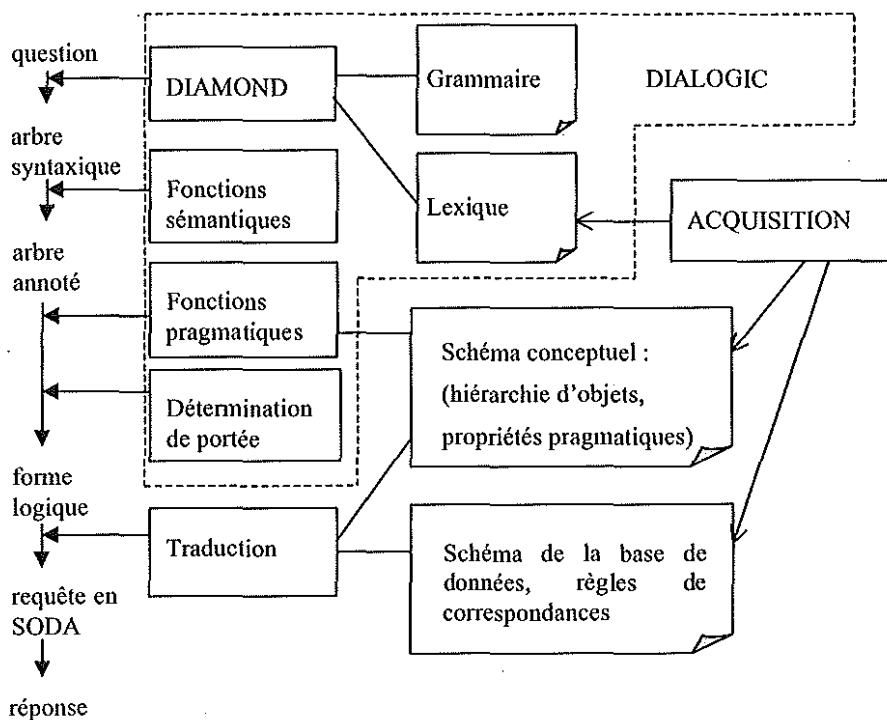 question
DIAMOND
Grammaire
DIALOGIC
arbre
syntaxique
Fonctions
sémantiques
Lexique
ACQUISITION
arbre
annoté
Fonctions
pragmatiques
Schéma conceptuel :
(hiérarchie d'objets,
propriétés pragmatiques)
Détermination
de portée
forme
logique
Traduction
Schéma de la base de
données, règles de
correspondances
requête en
SODA
réponse